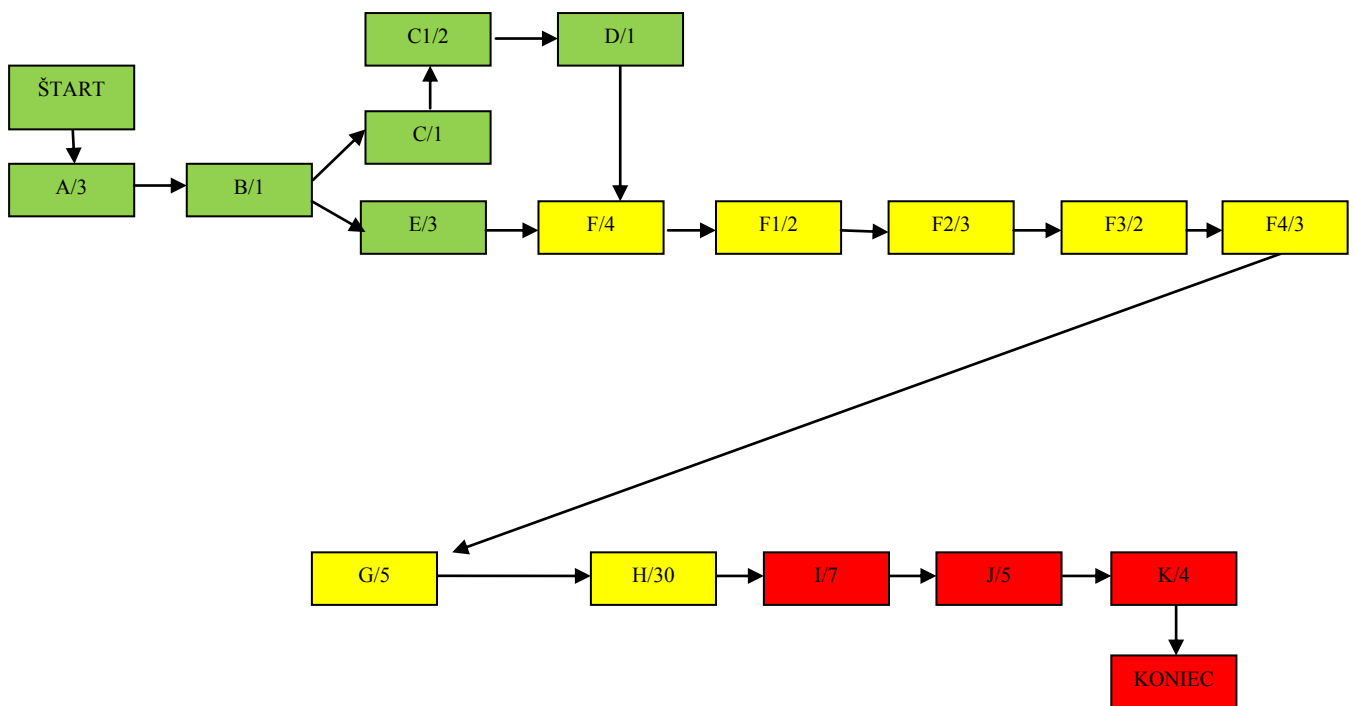 C1/2
D/1
ŠTART
C/1
A/3
B/1
E/3
F/4
F1/2
F2/3
F3/2
F4/3
G/5
H/30
I/7
J/5
K/4
KONIEC